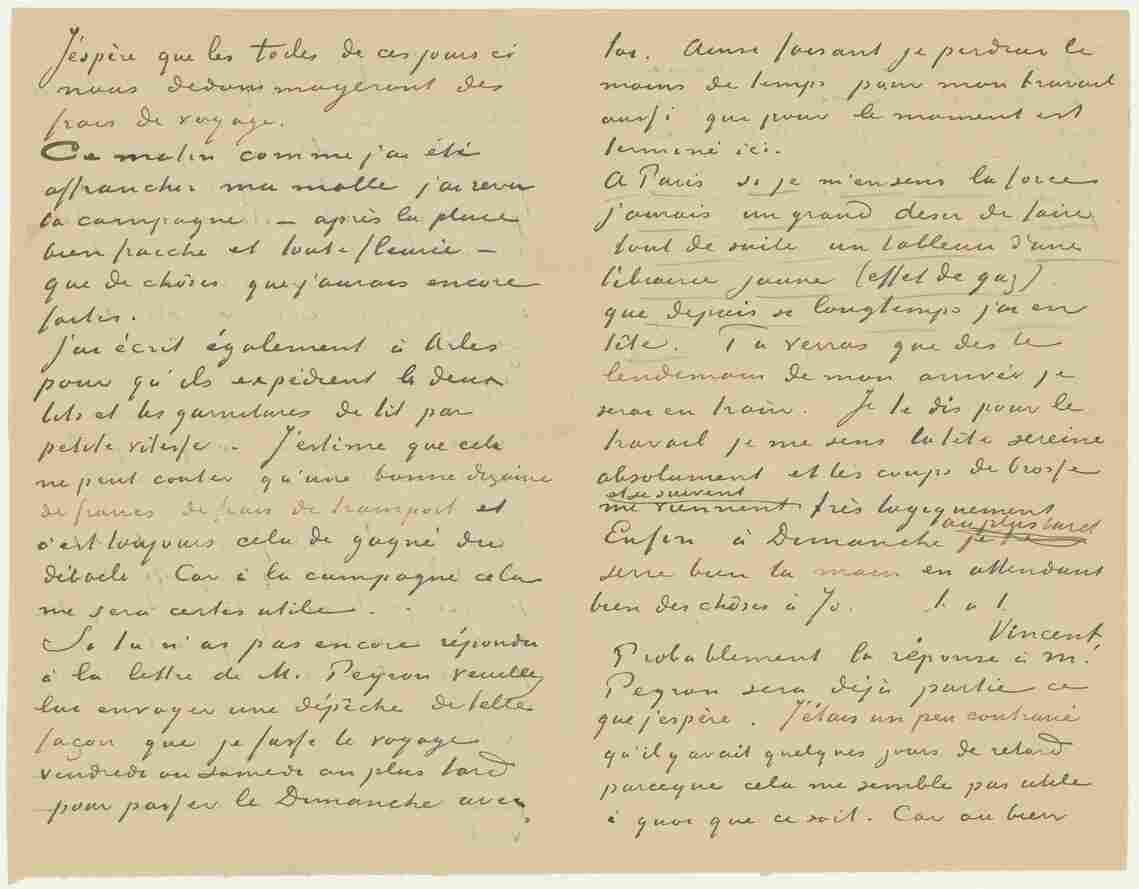 J'espère que les toiles de ces jours ci
nous dedommageront des
frais de voyage.
Ce matin comme j'ai été
affranchir ma malle j'ai revu
la campagne – après la pluie
bien fraiche et toute fleurie –
que de chôses que j'aurais encore
faites.
J'ai écrit également à Arles
pour qu'ils expédient les deux
lits et les garnitures de lit par
petite vitesse. J'estime que cela
ne peut couter qu'une bonne dizaine
de francs de frais de transport et
c'est toujours cela de gagné du
débacle. Car à la campagne cela
me sera certes utile.
Si tu n'as pas encore répondu
à la lettre de M. Peyron veuillez
lui envoyer une dépèche de telle
façon que je fasse le voyage
vendredi ou samedi au plus tard
pour passer le Dimanche avec
toi. Ainsi faisant je perdrai le
moins de temps pour mon travail
aussi que pour le moment est
terminé ici.
A Paris si je m'en sens la force
j'aurais un grand desir de faire
tout de suite un tableau d'une
librairie jaune (effet de gaz)
que depuis si longtemps j'ai en
tête. Tu verras que dès le
lendemain de mon arrivée je
serai en train. Je te dis pour le
travail je me sens la tête sereine
absolument et les coups de brosse
et se suivent
me viennent très logiquement
au plus tard
Enfin à Dimanche je te
serre bien la main en attendant
bien des chôses à Jo. t. à t.
Vincent
Probablement la réponse à M.
Peyron sera déjà partie ce
que j'espère. J'étais un peu contrarié
qu'il y avait quelques jours de retard
parceque cela me semble pas utile
à quoi que ce soit. Car ou bien